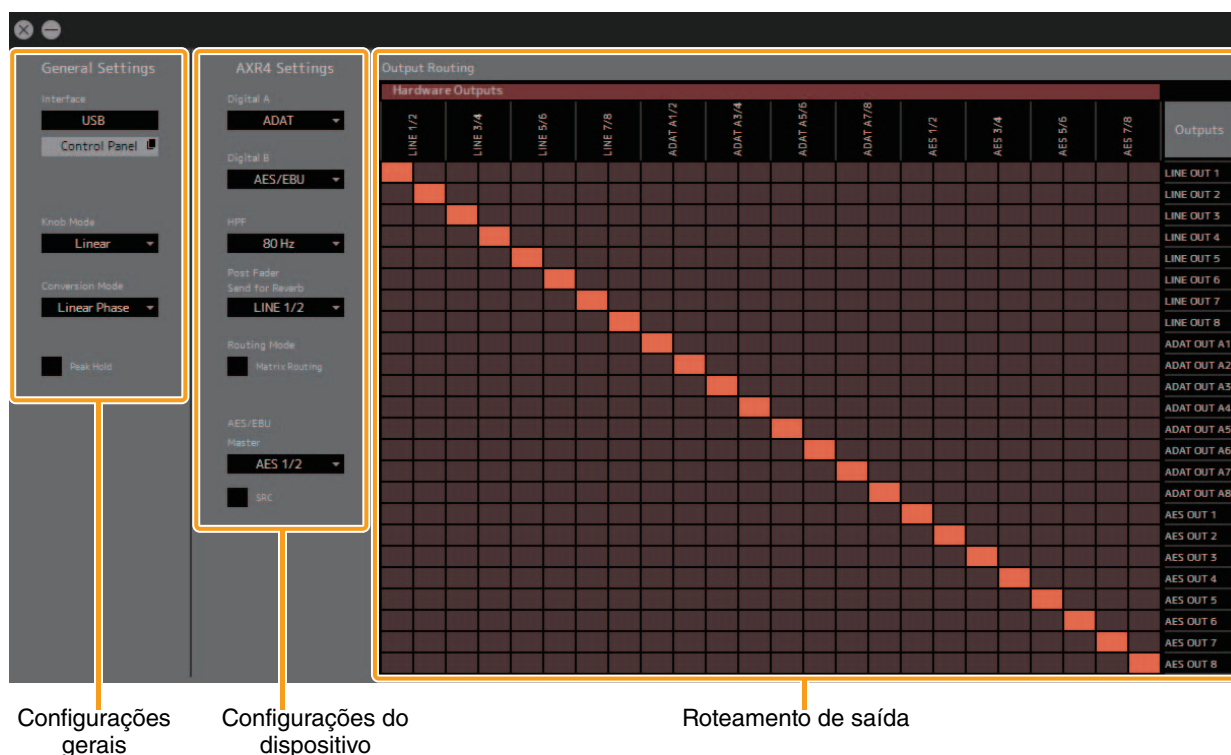 General Settings
Interface
USB
Control Panel
Knob Mode
Linear
Conversion Mode
Linear Phase
Peak Hold
AXR4 Settings
Digital A
ADAT
Digital B
AES/EBU
HPF
80 Hz
Post Fader
Send for Reverb
LINE 1/2
Routing Mode
Matrix Routing
AES/EBU
Master
AES 1/2
SRC
Output Routing
Hardware Outputs
LINE 1/2
LINE 3/4
LINE 5/6
LINE 7/8
ADAT A1/2
ADAT A3/4
ADAT A5/6
ADAT A7/8
AES 1/2
AES 3/4
AES 5/6
AES 7/8
Outputs
LINE OUT 1
LINE OUT 2
LINE OUT 3
LINE OUT 4
LINE OUT 5
LINE OUT 6
LINE OUT 7
LINE OUT 8
ADAT OUT A1
ADAT OUT A2
ADAT OUT A3
ADAT OUT A4
ADAT OUT A5
ADAT OUT A6
ADAT OUT A7
ADAT OUT A8
AES OUT 1
AES OUT 2
AES OUT 3
AES OUT 4
AES OUT 5
AES OUT 6
AES OUT 7
AES OUT 8
Configurações
gerais
Configurações do
dispositivo
Roteamento de saída